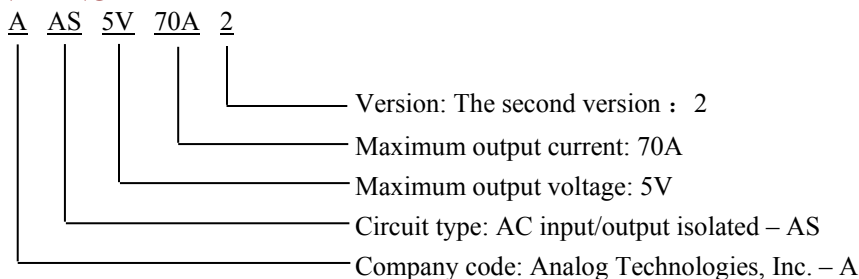 A AS 5V 70A 2
Version: The second version ： 2
Maximum output current: 70A
Maximum output voltage: 5V
Circuit type: AC input/output isolated – AS
Company code: Analog Technologies, Inc. – A